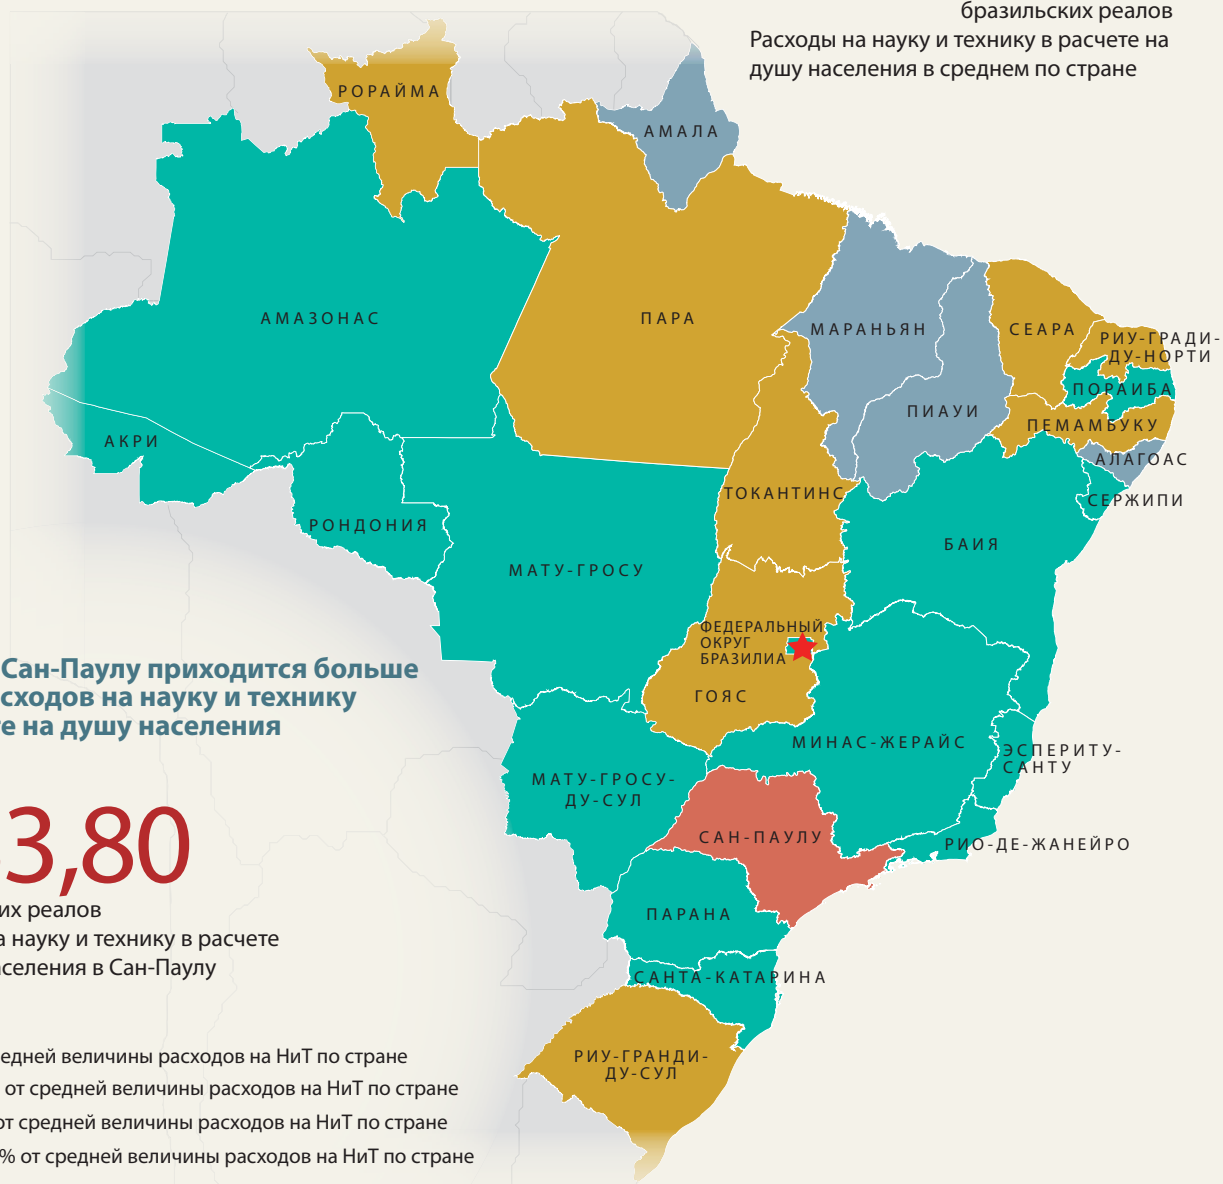 бразильских реалов
Расходы на науку и технику в расчете на
душу населения в среднем по стране
РОРАЙМА
АМАЛА
АМАЗОНАС
ПАРА
МАРАНЬЯН
СЕАРА
РИУ-ГРАДИ-
ДУ-НОРТИ
ПОРАИБА
ПИАУИ
ПЕМАМБУКУ
АКРИ
АЛАГОАС
ТОКАНТИНС
СЕРЖИПИ
РОНДОНИЯ
БАИЯ
МАТУ-ГРОСУ
ФЕДЕРАЛЬНЫЙ
ОКРУГ
БРАЗИЛИА
ГОЯС
Сан-Паулу приходится больше
сходов на науку и технику
е на душу населения
МИНАС-ЖЕРАЙС
ЭСПЕРИТУ-
САНТУ
МАТУ-ГРОСУ-
ДУ-СУЛ
3,80
САН-ПАУЛУ
РИО-ДЕ-ЖАНЕЙРО
их реалов
а науку и технику в расчете
аселения в Сан-Паулу
ПАРАНА
САНТА-КАТАРИНА
РИУ-ГРАНДИ-
ДУ-СУЛ
едней величины расходов на НиТ по стране
от средней величины расходов на НиТ по стране
от средней величины расходов на НиТ по стране
% от средней величины расходов на НиТ по стране